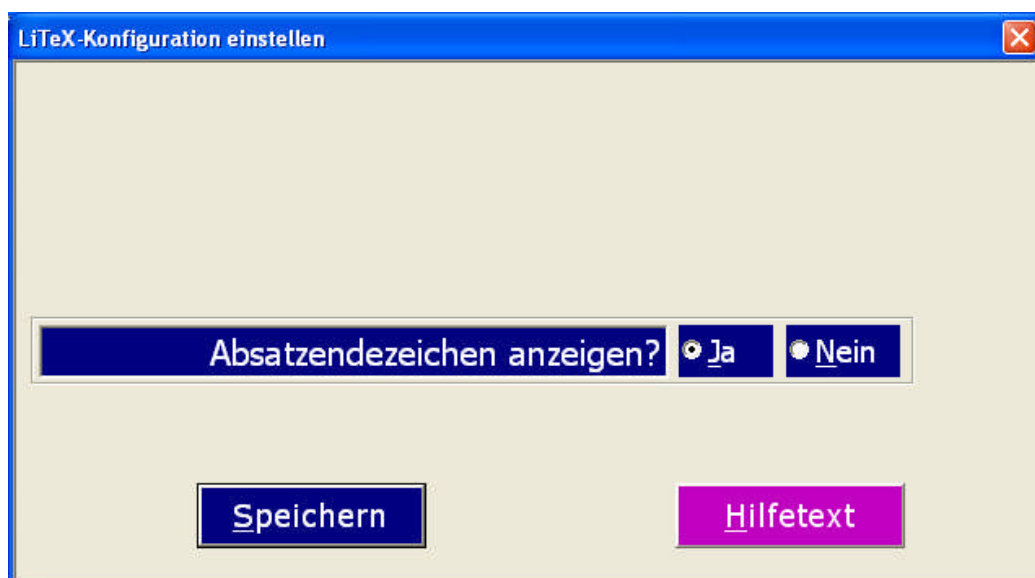 LiTeX-Konfiguration einstellen
Absatzendezeichen anzeigen? Ja Nein
Speichern Hilfetext